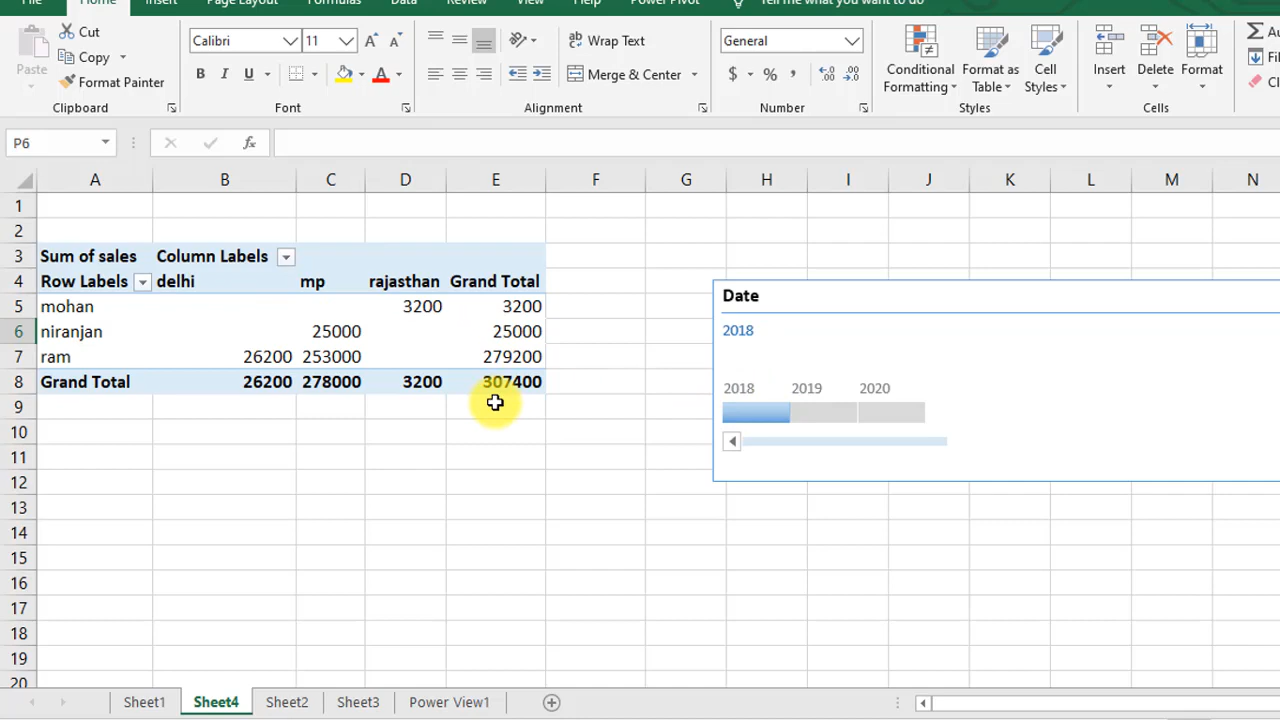 File Home Insert Page Layout Formulas Data Review View Help Power Pivot Tell me what you want to do
Paste
Cut
Copy
Format Painter
Clipboard
Calibri 11 A A
B I U A
Font
Wrap Text
Merge & Center
Alignment
General
$ % ,
Number
Conditional Formatting
Format as Table
Cell Styles
Styles
Insert Delete Format
Cells
P6 fx
A B C D E F G H I J K L M N
1
2
3 Sum of sales Column Labels
4 Row Labels delhi mp rajasthan Grand Total
5 mohan 3200 3200
6 niranjan 25000 25000
7 ram 26200 253000 279200
8 Grand Total 26200 278000 3200 307400
9
10
11
12
13
14
15
16
17
18
19
20
Date
2018
2018 2019 2020
Sheet1 Sheet4 Sheet2 Sheet3 Power View1